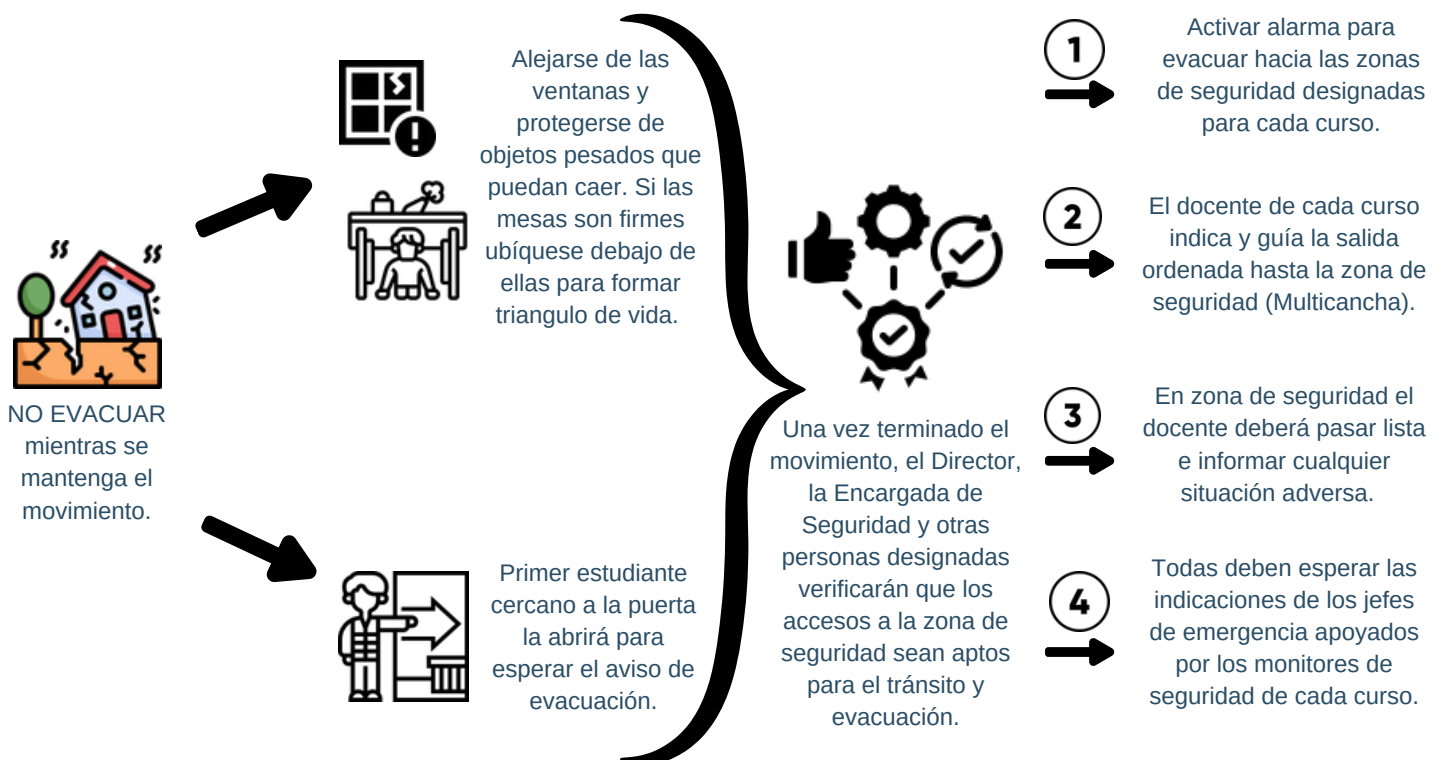 NO EVACUAR
mientras se
mantenga el
movimiento.
Alejarse de las
ventanas y
protegerse de
objetos pesados que
puedan caer. Si las
mesas son firmes
ubíquese debajo de
ellas para formar
triangulo de vida.
Primer estudiante
cercano a la puerta
la abrirá para
esperar el aviso de
evacuación.
Una vez terminado el
movimiento, el Director,
la Encargada de
Seguridad y otras
personas designadas
verificarán que los
accesos a la zona de
seguridad sean aptos
para el tránsito y
evacuación.
1
Activar alarma para
evacuar hacia las zonas
de seguridad designadas
para cada curso.
2
El docente de cada curso
indica y guía la salida
ordenada hasta la zona de
seguridad (Multicancha).
3
En zona de seguridad el
docente deberá pasar lista
e informar cualquier
situación adversa.
4
Todas deben esperar las
indicaciones de los jefes
de emergencia apoyados
por los monitores de
seguridad de cada curso.